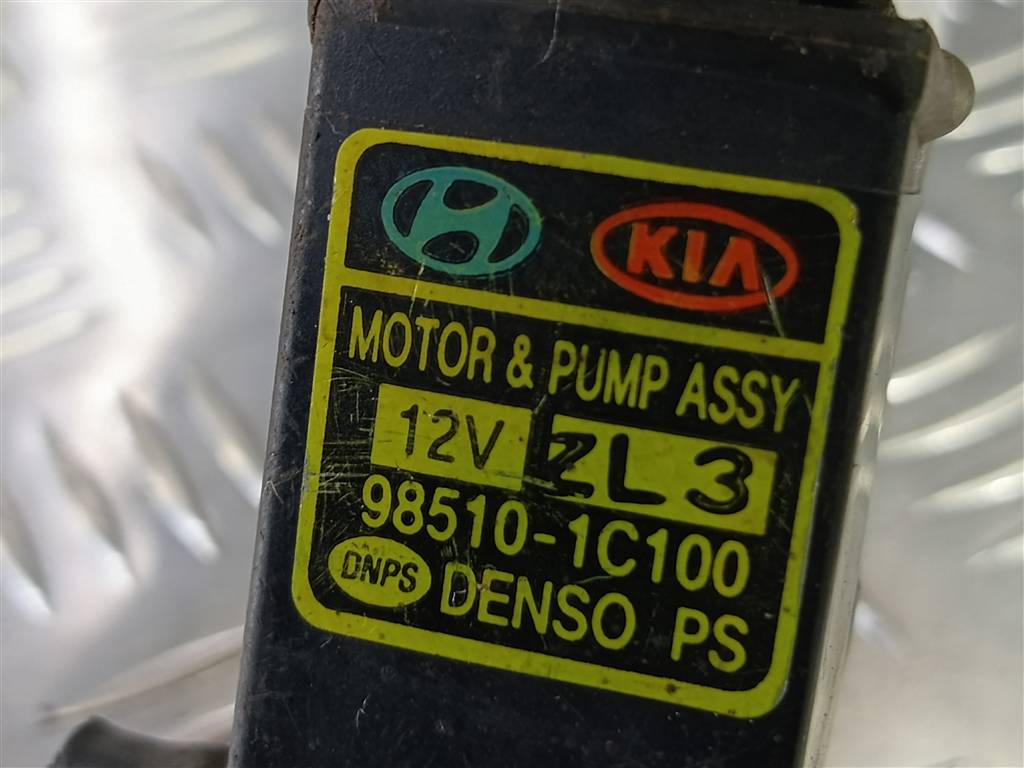 KIA
MOTOR & PUMP ASSY
12V ZL3
98510-1C100
DNPS DENSO PS